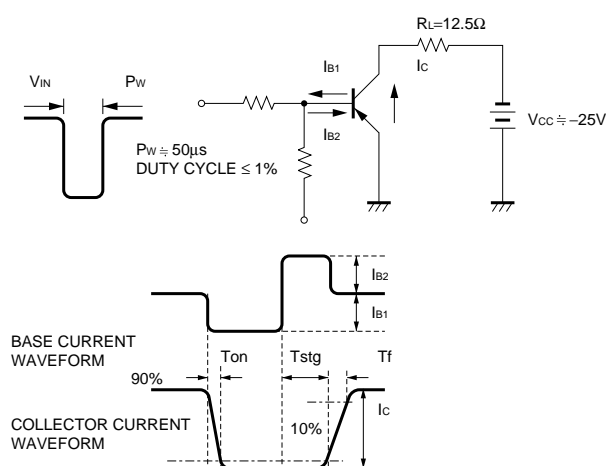 RL=12.5Ω
IB1
IC
VIN
PW
IB2
VCC ≒ −25V
PW ≒ 50μs
DUTY CYCLE ≤ 1%
IB2
IB1
BASE CURRENT
WAVEFORM
Ton
Tstg
Tf
90%
IC
COLLECTOR CURRENT
WAVEFORM
10%